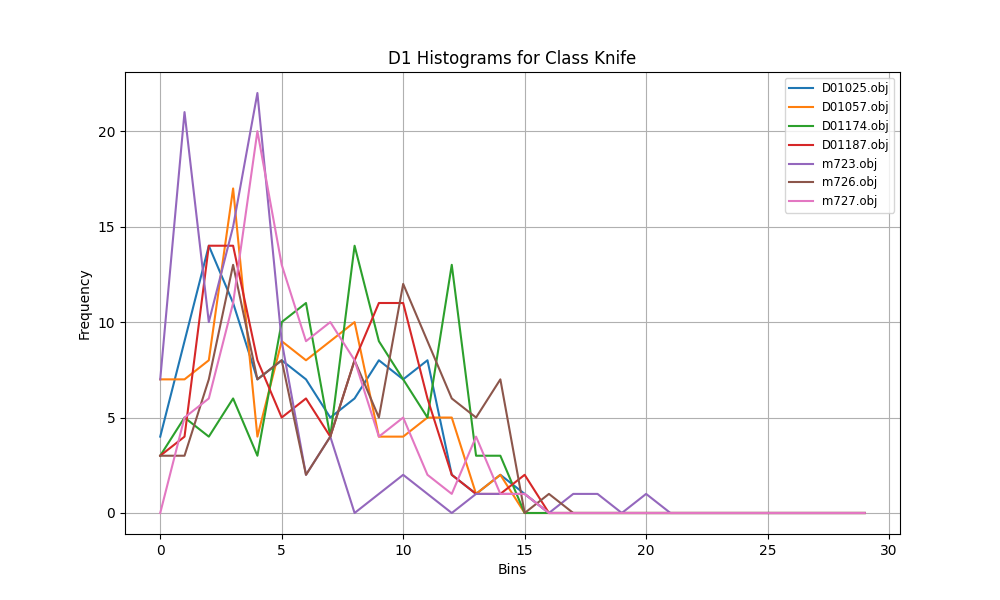 D1 Histograms for Class Knife
D01025.obj
D01057.obj
D01174.obj
D01187.obj
m723.obj
m726.obj
m727.obj
Frequency
20
15
10
5
0
0 5 10 15 20 25 30
Bins